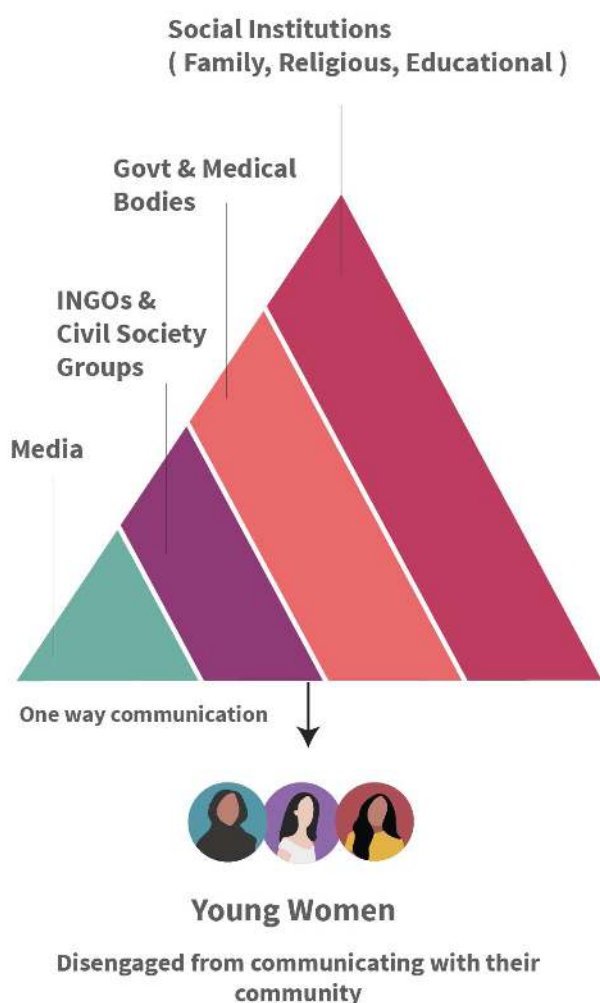 Social Institutions
( Family, Religious, Educational )
Govt & Medical
Bodies
INGOs &
Civil Society
Groups
Media
One way communication
Young Women
Disengaged from communicating with their
community